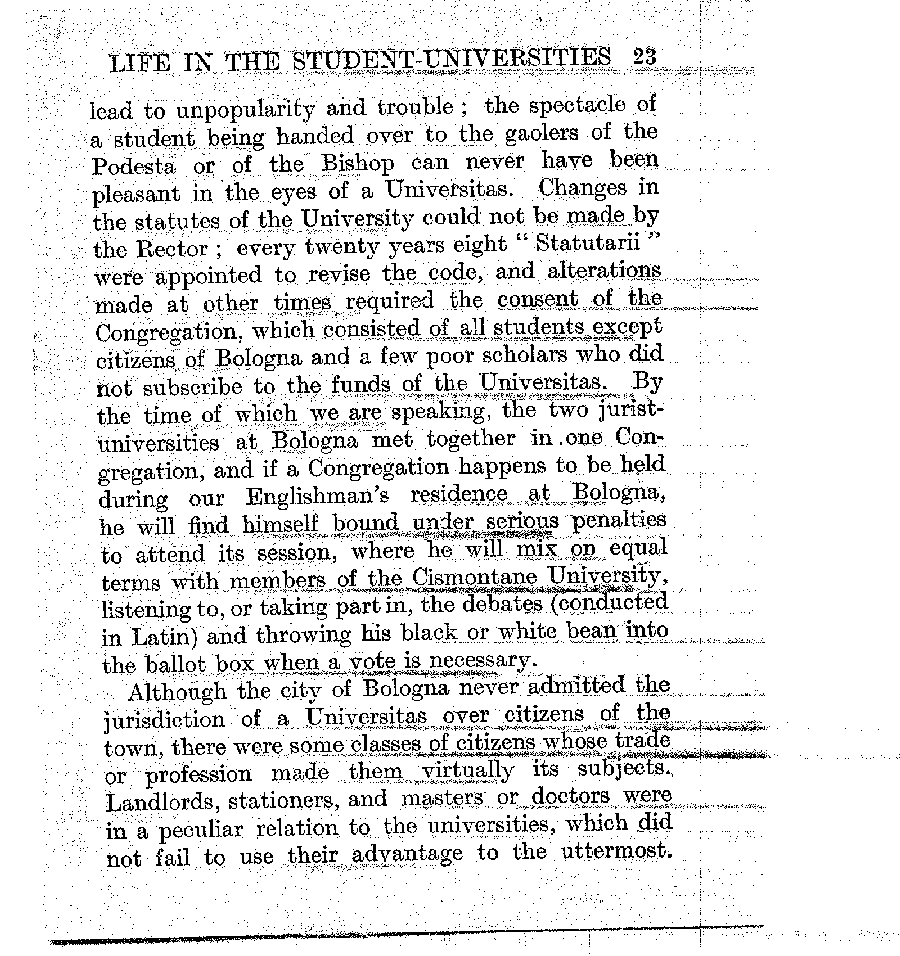 LIFE IN THE STUDENT-UNIVERSITIES 23
lead to unpopularity and trouble ; the spectacle of
a student being handed over to the gaolers of the
Podesta or of the Bishop can never have been
pleasant in the eyes of a Universitas. Changes in
the statutes of the University could not be made by
the Rector ; every twenty years eight “ Statutarii ”
were appointed to revise the code, and alterations
made at other times required the consent of the
Congregation, which consisted of all students except
citizens of Bologna and a few poor scholars who did
not subscribe to the funds of the Universitas. By
the time of which we are speaking, the two jurist-
universities at Bologna met together in one Con-
gregation, and if a Congregation happens to be held
during our Englishman’s residence at Bologna,
he will find himself bound under serious penalties
to attend its session, where he will mix on equal
terms with members of the Cismontane University,
listening to, or taking part in, the debates (conducted
in Latin) and throwing his black or white bean into
the ballot box when a vote is necessary.
Although the city of Bologna never admitted the
jurisdiction of a Universitas over citizens of the
town, there were some classes of citizens whose trade
or profession made them virtually its subjects.
Landlords, stationers, and masters or doctors were
in a peculiar relation to the universities, which did
not fail to use their advantage to the uttermost.